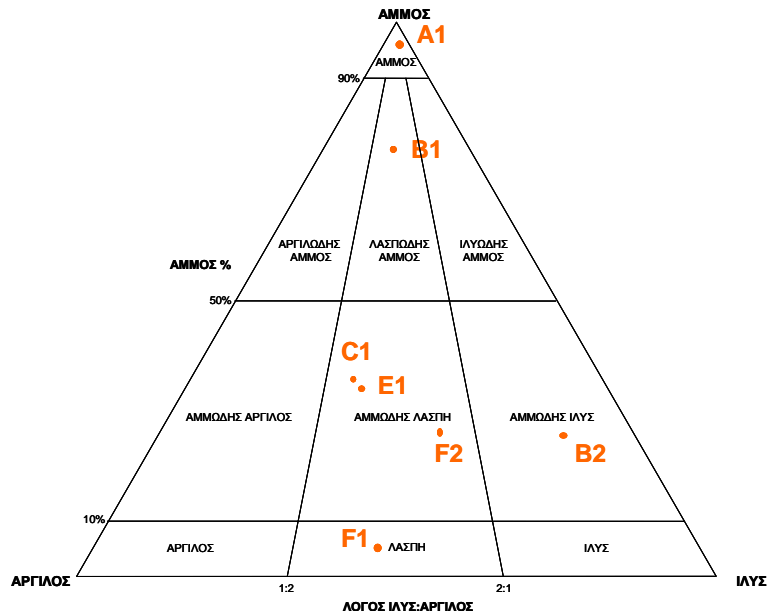 ΑΜΜΟΣ
A1
ΑΜΜΟΣ
90%
B1
ΑΡΓΙΛΩΔΗΣ
ΑΜΜΟΣ
ΛΑΣΠΩΔΗΣ
ΑΜΜΟΣ
ΙΛΥΩΔΗΣ
ΑΜΜΟΣ
ΑΜΜΟΣ %
50%
C1
E1
ΑΜΜΩΔΗΣ ΑΡΓΙΛΟΣ
ΑΜΜΩΔΗΣ ΛΑΣΠΗ
ΑΜΜΩΔΗΣ ΙΛΥΣ
F2
B2
10%
ΑΡΓΙΛΟΣ
F1
ΛΑΣΠΗ
ΙΛΥΣ
ΑΡΓΙΛΟΣ
1:2
2:1
ΙΛΥΣ
ΛΟΓΟΣ ΙΛΥΣ:ΑΡΓΙΛΟΣ